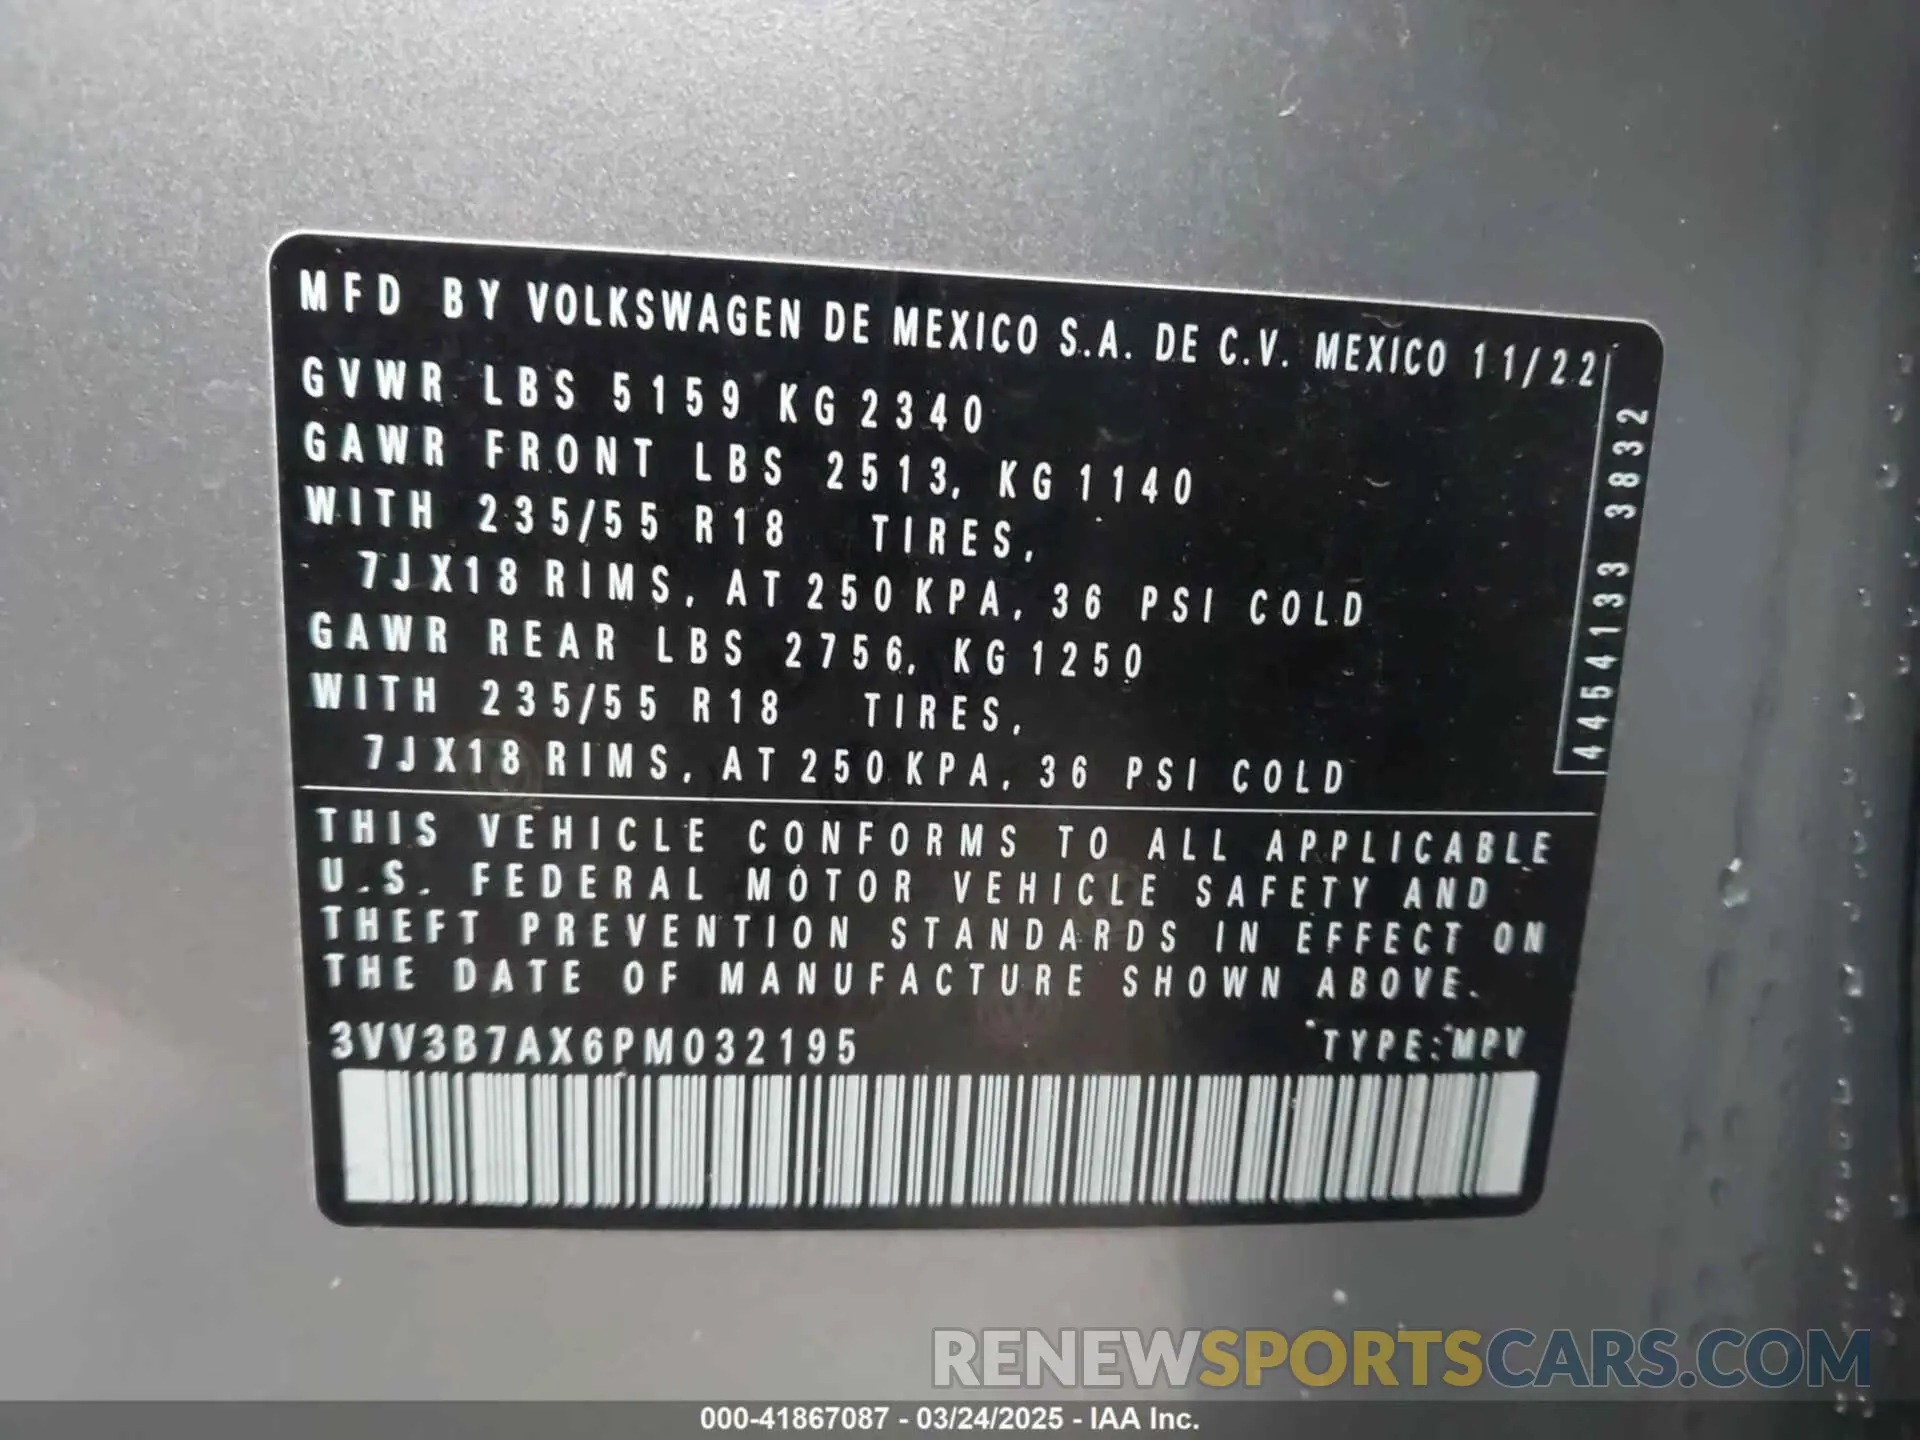 MFD BY VOLKSWAGEN DE MEXICO S.A. DE C.V. MEXICO 11/22
GVWR LBS 5159 KG 2340
GAWR FRONT LBS 2513, KG 1140
WITH 235/55 R18 TIRES,
7JX18 RIMS, AT 250 KPA, 36 PSI COLD
GAWR REAR LBS 2756, KG 1250
WITH 235/55 R18 TIRES,
7JX18 RIMS, AT 250 KPA, 36 PSI COLD
4454133 3832
THIS VEHICLE CONFORMS TO ALL APPLICABLE
U.S. FEDERAL MOTOR VEHICLE SAFETY AND
THEFT PREVENTION STANDARDS IN EFFECT ON
THE DATE OF MANUFACTURE SHOWN ABOVE.
3VV3B7AX6PM032195 TYPE: MPV
RENEWSPORTSCARS.COM
000-41867087 - 03/24/2025 - IAA Inc.